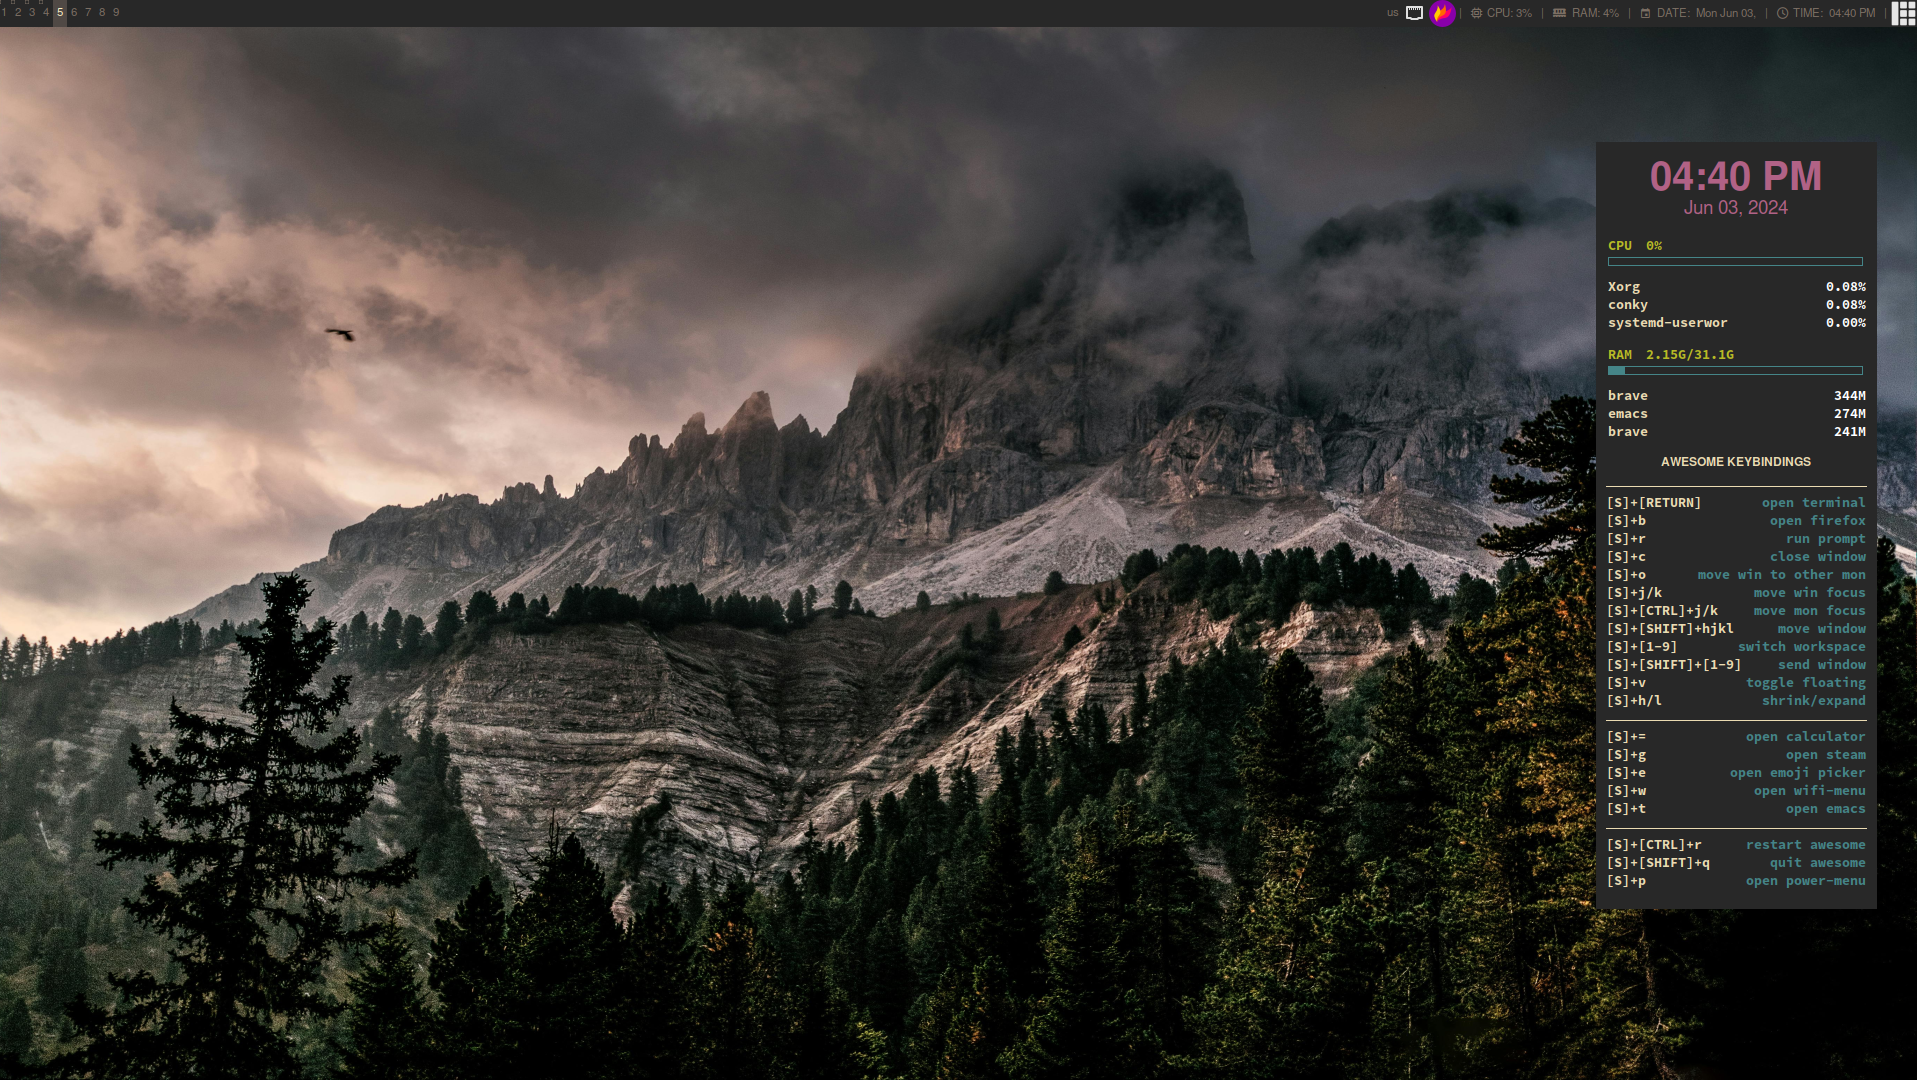 1 2 3 4 5 6 7 8 9
us | CPU: 3% | RAM: 4% | DATE: Mon Jun 03, | TIME: 04:40 PM |
04:40 PM
Jun 03, 2024
CPU 0%
Xorg 0.08%
conky 0.08%
systemd-userwor 0.00%
RAM 2.15G/31.1G
brave 344M
emacs 274M
brave 241M
AWESOME KEYBINDINGS
[S]+[RETURN] open terminal
[S]+b open firefox
[S]+r run prompt
[S]+c close window
[S]+o move win to other mon
[S]+j/k move win focus
[S]+[CTRL]+j/k move mon focus
[S]+[SHIFT]+hjkl move window
[S]+[1-9] switch workspace
[S]+[SHIFT]+[1-9] send window
[S]+v toggle floating
[S]+h/l shrink/expand
[S]+= open calculator
[S]+g open steam
[S]+e open emoji picker
[S]+w open wifi-menu
[S]+t open emacs
[S]+[CTRL]+r restart awesome
[S]+[SHIFT]+q quit awesome
[S]+p open power-menu